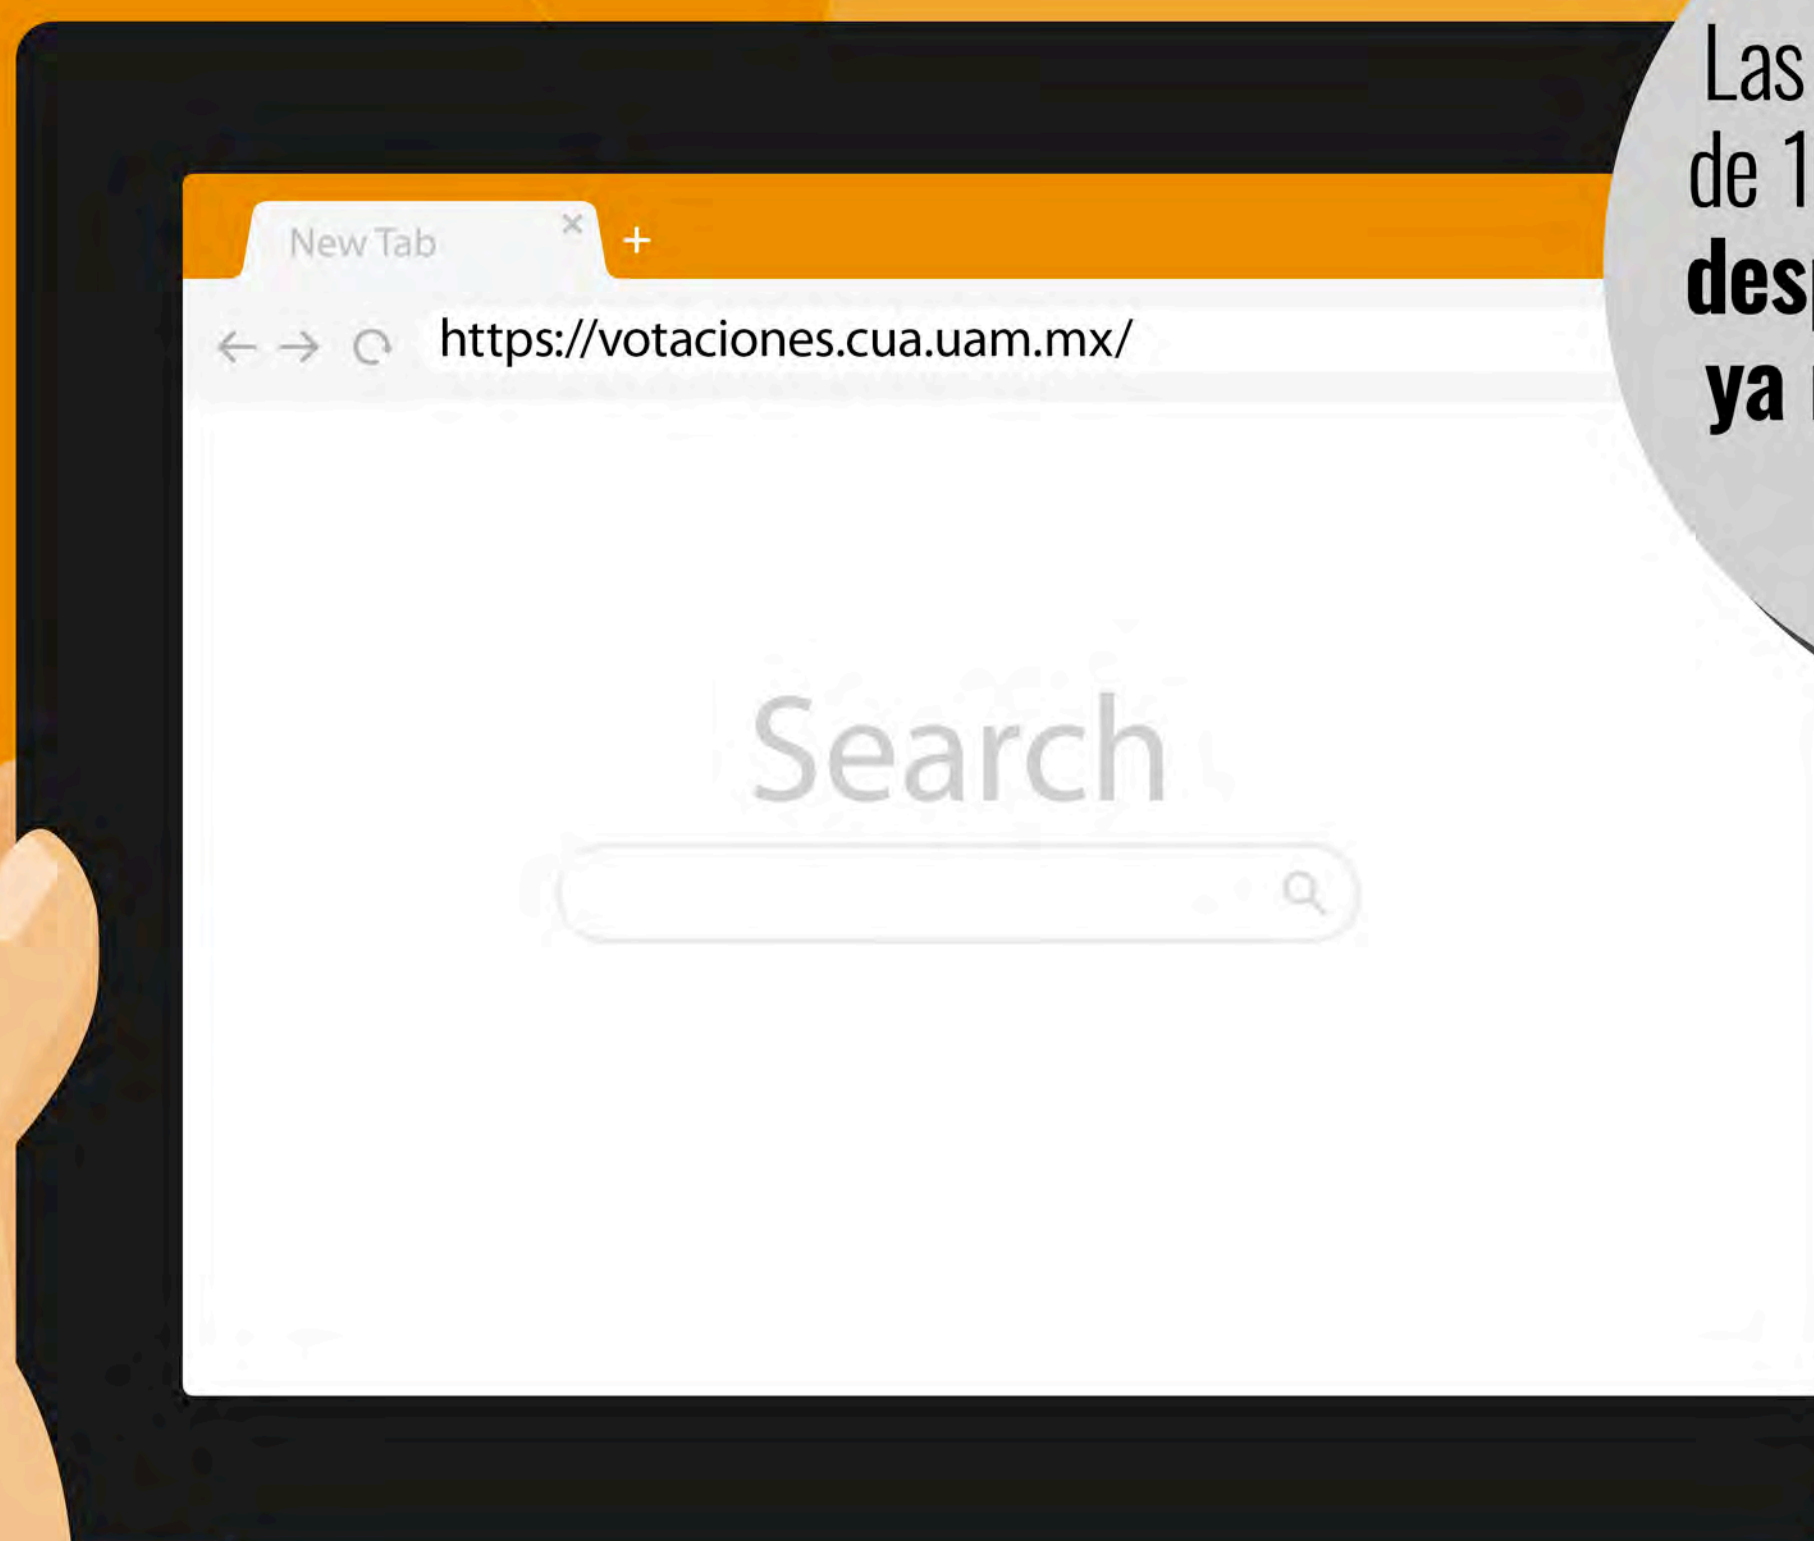 Las
de 1
ya
New Tab
https://votaciones.cua.uam.mx/
Search